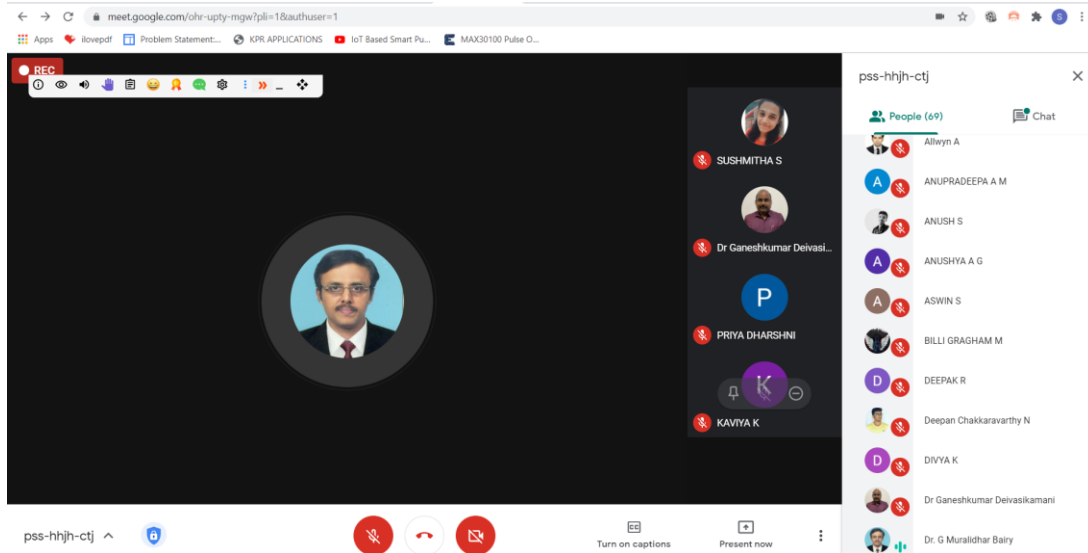 meet.google.com/ohr-upty-mgw?pli=1&authuser=1
S
Apps ilovepdf Problem Statement:... KPR APPLICATIONS IoT Based Smart Pu... MAX30100 Pulse O...
REC
SUSHMITHA S
Dr Ganeshkumar Deivasi...
P
PRIYA DHARSHNI
K
KAVIYA K
pss-hhjh-ctj
People (69) Chat
Allwyn A
A ANUPRADEEPA A M
ANUSH S
A ANUSHYA A G
A ASWIN S
BILLI GRAGHAM M
D DEEPAK R
Deepan Chakkaravarthy N
D DIVYA K
Dr Ganeshkumar Deivasikamani
Dr. G Muralidhar Bairy
pss-hhjh-ctj
CC
Turn on captions Present now